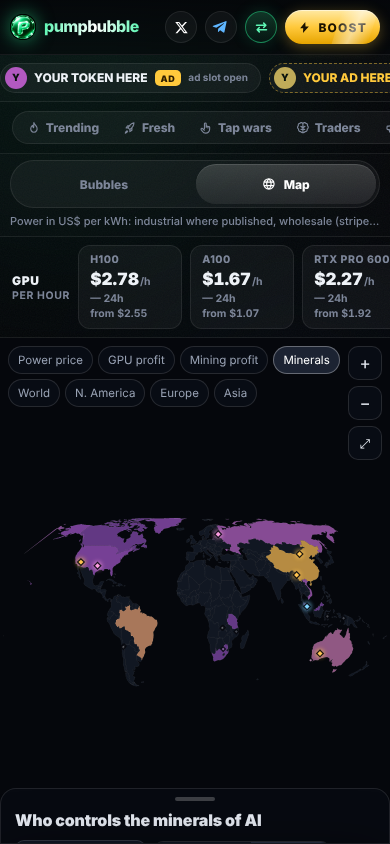 pumpbubble
BOOST
Y YOUR TOKEN HERE AD ad slot open
Y YOUR AD HERE
Trending Fresh Tap wars Traders
Bubbles Map
Power in US$ per kWh: industrial where published, wholesale (stripe...
GPU
PER HOUR
H100
$2.78/h
— 24h
from $2.55
A100
$1.67/h
— 24h
from $1.07
RTX PRO 600
$2.27/h
— 24h
from $1.92
Power price GPU profit Mining profit Minerals
World N. America Europe Asia
+
−
Who controls the minerals of AI